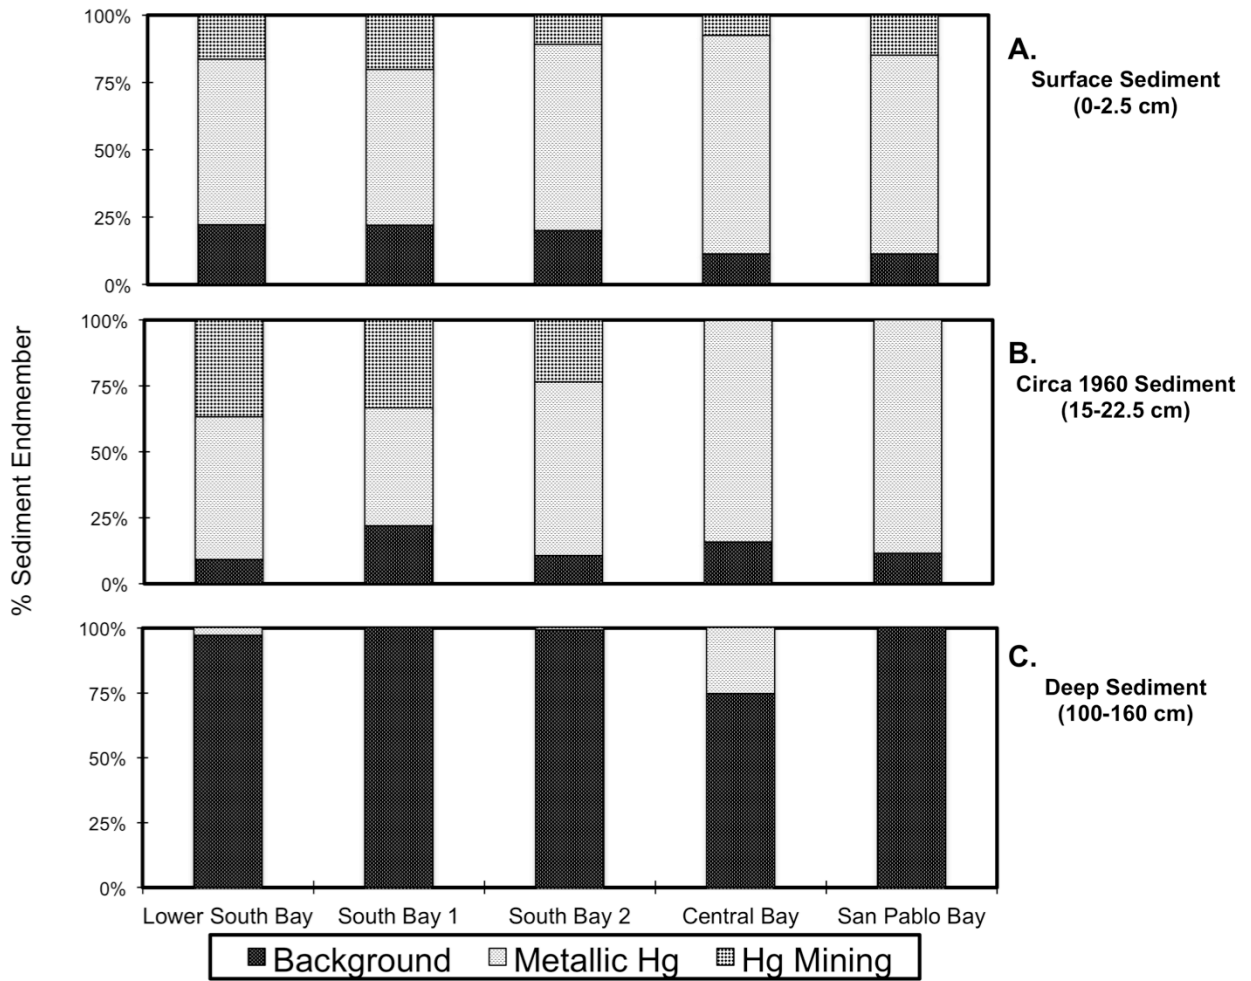 100%
75%
50%
25%
0%
A.
Surface Sediment
(0-2.5 cm)
% Sediment Endmember
100%
75%
50%
25%
0%
B.
Circa 1960 Sediment
(15-22.5 cm)
100%
75%
50%
25%
0%
C.
Deep Sediment
(100-160 cm)
Lower South Bay South Bay 1 South Bay 2 Central Bay San Pablo Bay
Background Metallic Hg Hg Mining